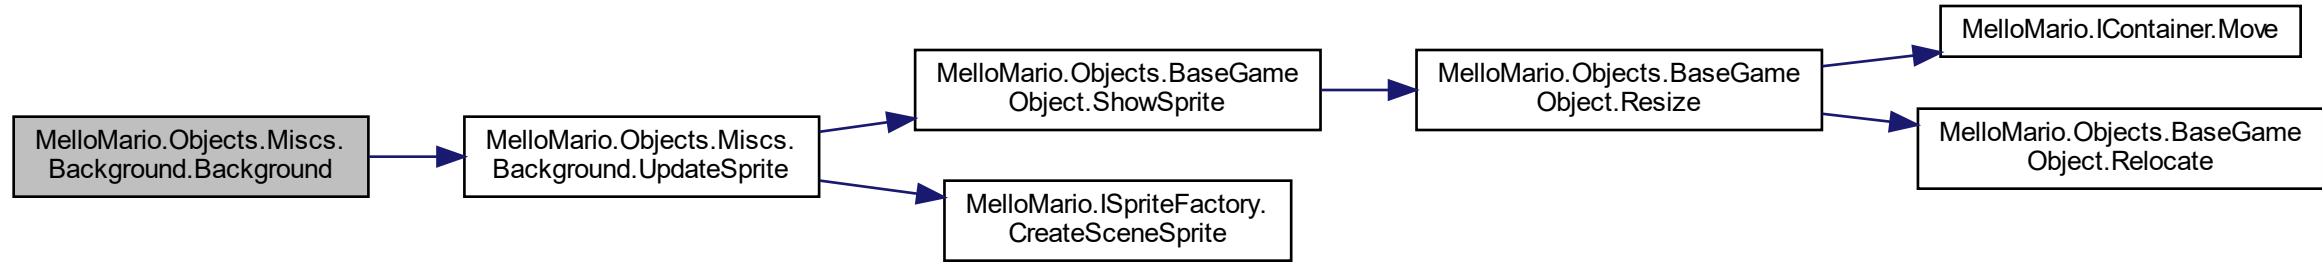 MelloMario.Objects.Miscs.
Background.Background
MelloMario.Objects.Miscs.
Background.UpdateSprite
MelloMario.Objects.BaseGame
Object.ShowSprite
MelloMario.ISpriteFactory.
CreateSceneSprite
MelloMario.Objects.BaseGame
Object.Resize
MelloMario.IContainer.Move
MelloMario.Objects.BaseGame
Object.Relocate